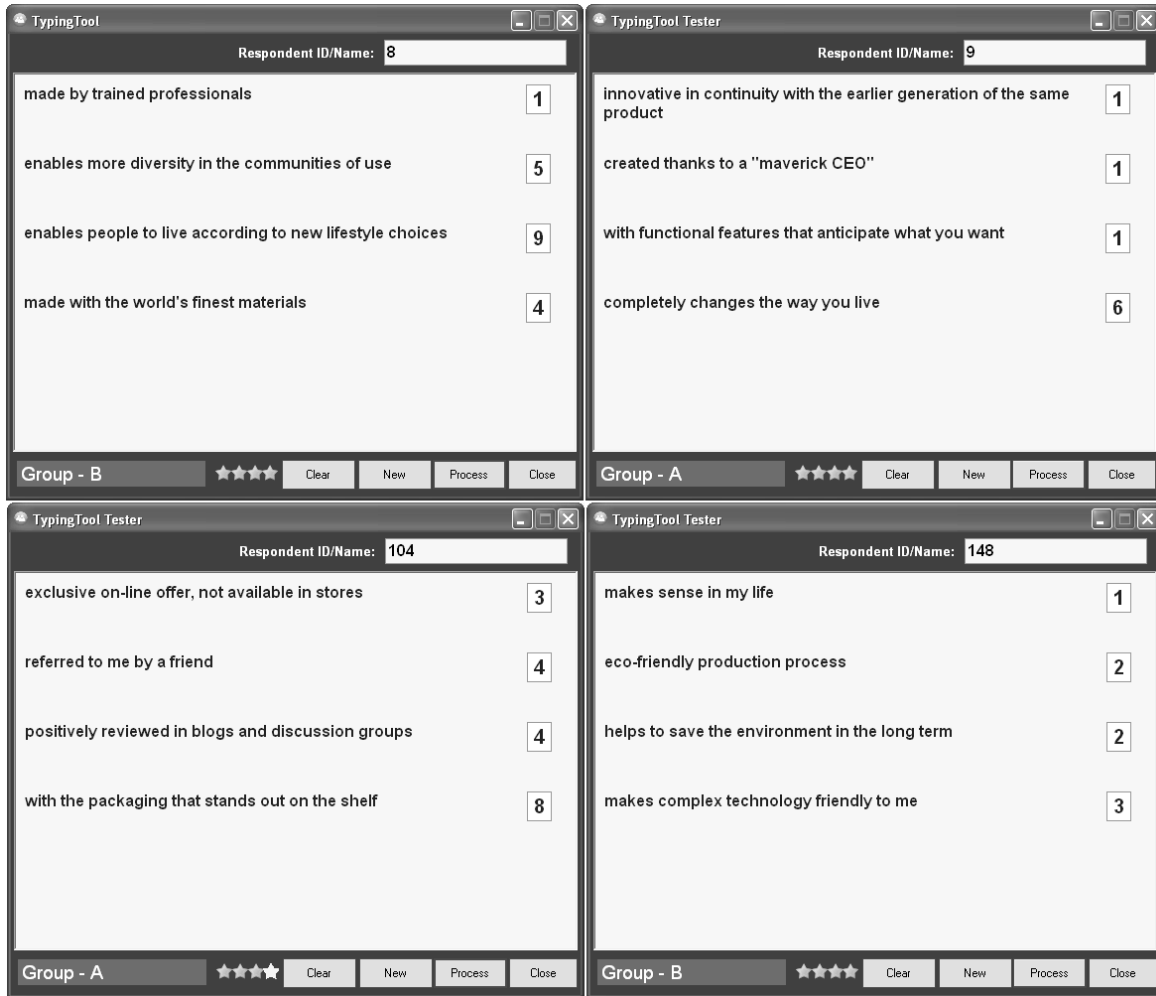 TypingTool
Respondent ID/Name: 8
made by trained professionals 1
enables more diversity in the communities of use 5
enables people to live according to new lifestyle choices 9
made with the world's finest materials 4
Group - B Clear New Process Close
TypingTool Tester
Respondent ID/Name: 9
innovative in continuity with the earlier generation of the same
product 1
created thanks to a "maverick CEO" 1
with functional features that anticipate what you want 1
completely changes the way you live 6
Group - A Clear New Process Close
TypingTool Tester
Respondent ID/Name: 104
exclusive on-line offer, not available in stores 3
referred to me by a friend 4
positively reviewed in blogs and discussion groups 4
with the packaging that stands out on the shelf 8
Group - A Clear New Process Close
TypingTool Tester
Respondent ID/Name: 148
makes sense in my life 1
eco-friendly production process 2
helps to save the environment in the long term 2
makes complex technology friendly to me 3
Group - B Clear New Process Close